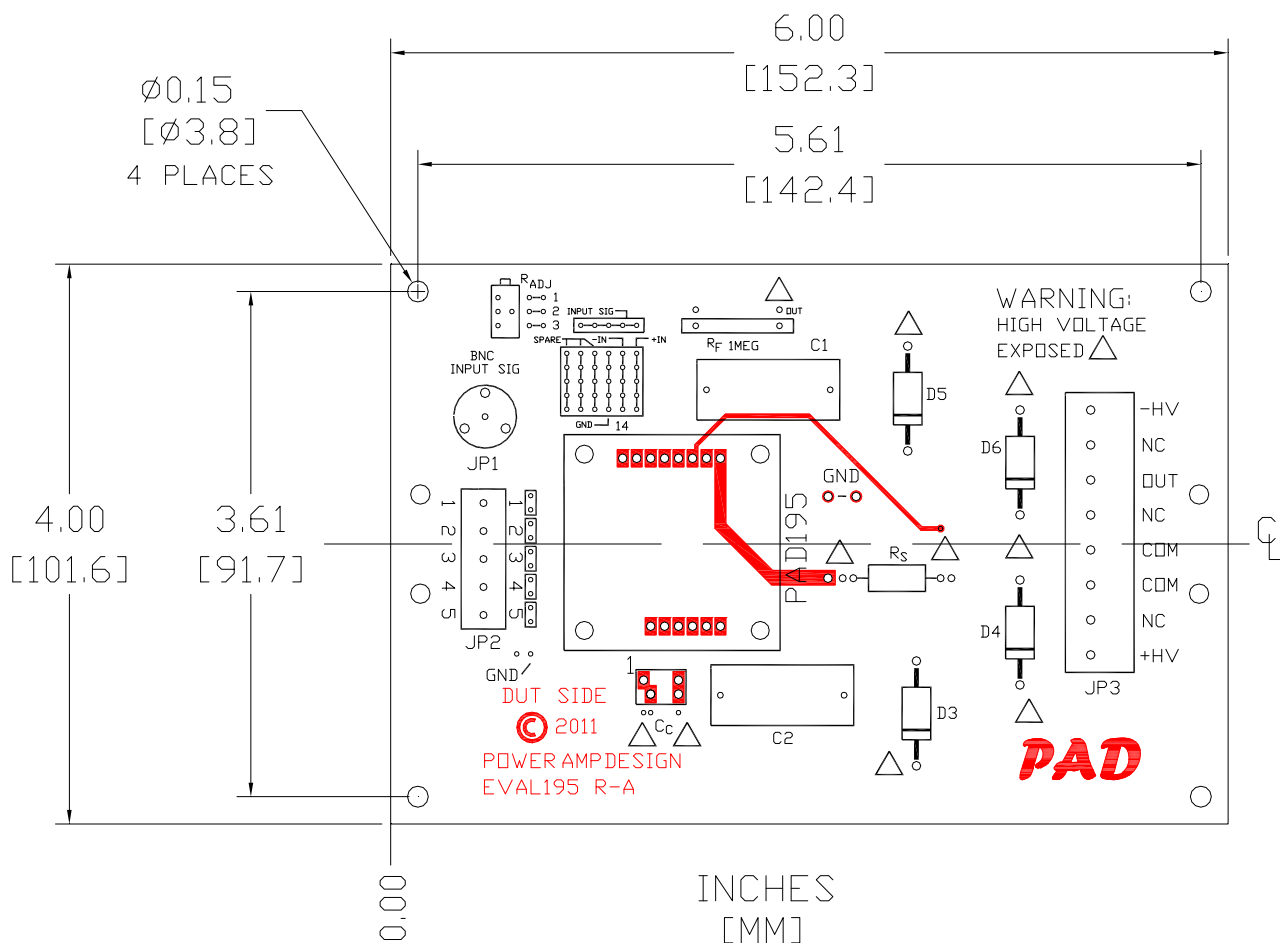 6.00
[152.3]
Ø0.15
[Ø3.8]
4 PLACES
5.61
[142.4]
RADJ
1
2
3
INPUT SIG
SPARE
-IN
+IN
OUT
RF 1MEG
C1
WARNING:
HIGH VOLTAGE
EXPOSED
BNC
INPUT SIG
GND
14
JP1
D5
D6
-HV
NC
OUT
NC
COM
COM
NC
+HV
JP3
4.00
[101.6]
3.61
[91.7]
1
2
3
4
5
1
2
3
4
5
JP2
GND
PAD195
GND
RS
CL
D4
D3
1
CC
C2
DUT SIDE
© 2011
POWER AMP DESIGN
EVAL195 R-A
PAD
0.00
INCHES
[MM]